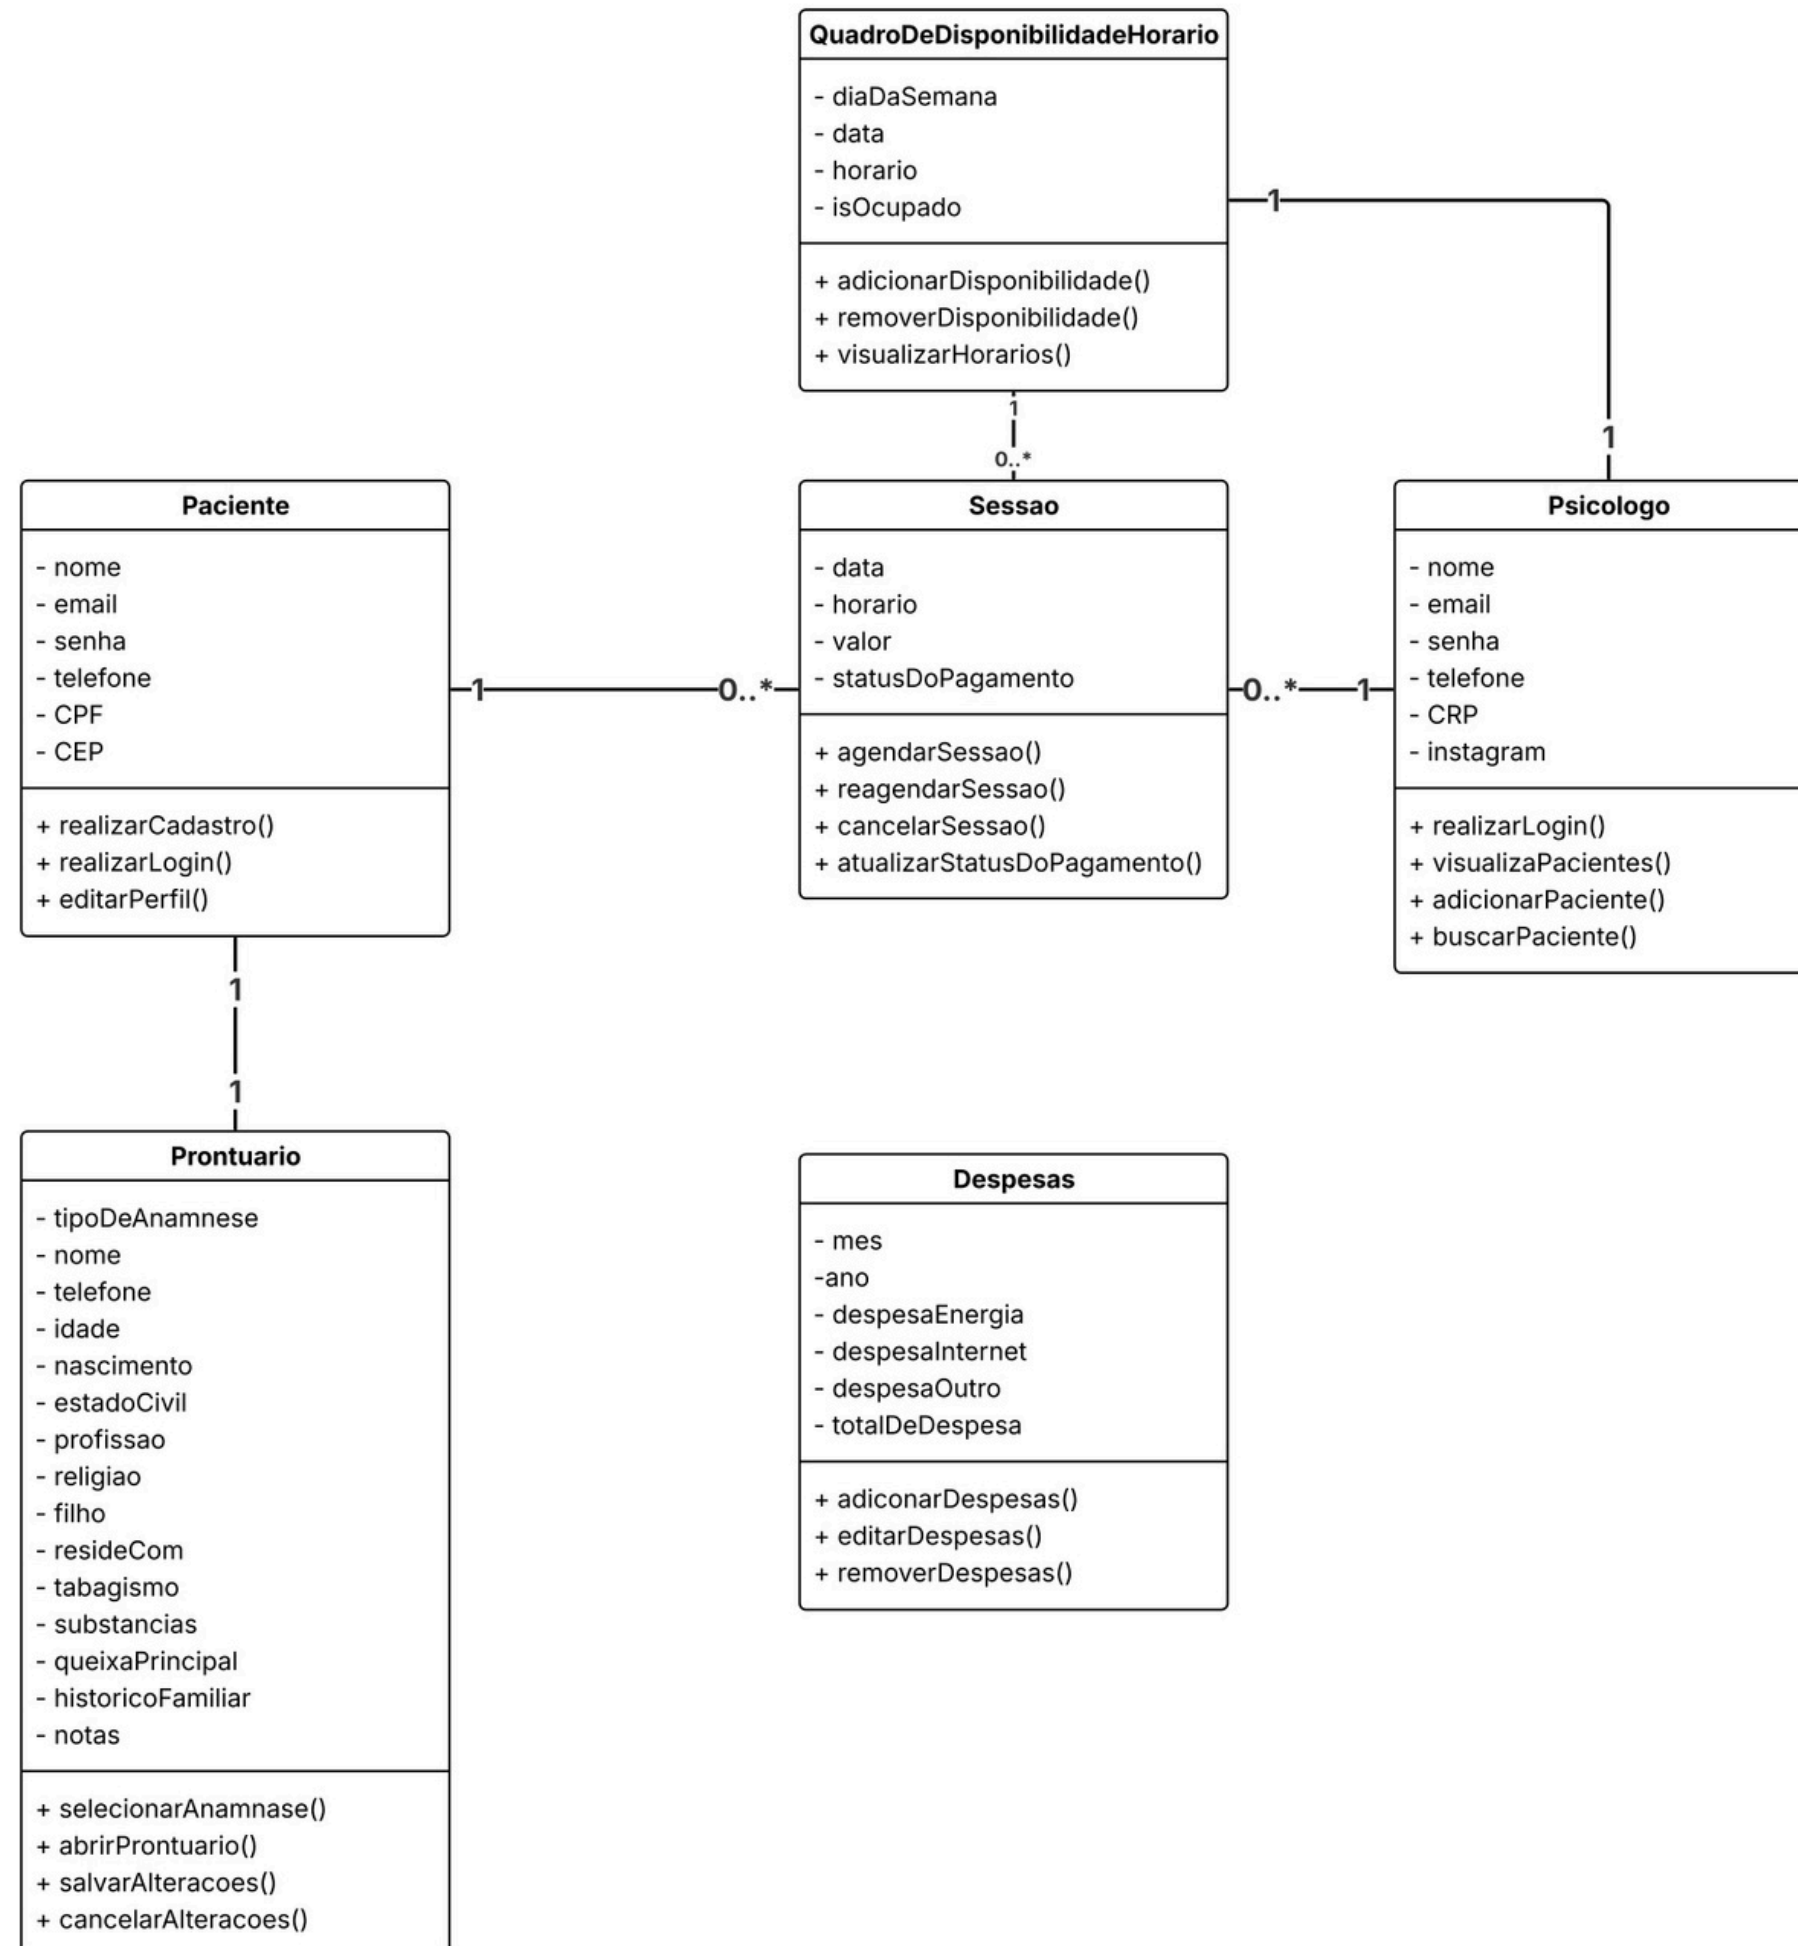 QuadroDeDisponibilidadeHorario
- diaDaSemana
- data
- horario
- isOcupado
+ adicionarDisponibilidade()
+ removerDisponibilidade()
+ visualizarHorarios()
1
1
1
0..*
Paciente
- nome
- email
- senha
- telefone
- CPF
- CEP
+ realizarCadastro()
+ realizarLogin()
+ editarPerfil()
1
0..*
Sessao
- data
- horario
- valor
- statusDoPagamento
+ agendarSessao()
+ reagendarSessao()
+ cancelarSessao()
+ atualizarStatusDoPagamento()
0..*
1
Psicologo
- nome
- email
- senha
- telefone
- CRP
- instagram
+ realizarLogin()
+ visualizaPacientes()
+ adicionarPaciente()
+ buscarPaciente()
1
1
Prontuario
- tipoDeAnamnese
- nome
- telefone
- idade
- nascimento
- estadoCivil
- profissao
- religiao
- filho
- resideCom
- tabagismo
- substancias
- queixaPrincipal
- historicoFamiliar
- notas
+ selecionarAnamnase()
+ abrirProntuario()
+ salvarAlteracoes()
+ cancelarAlteracoes()
Despesas
- mes
-ano
- despesaEnergia
- despesaInternet
- despesaOutro
- totalDeDespesa
+ adiconarDespesas()
+ editarDespesas()
+ removerDespesas()